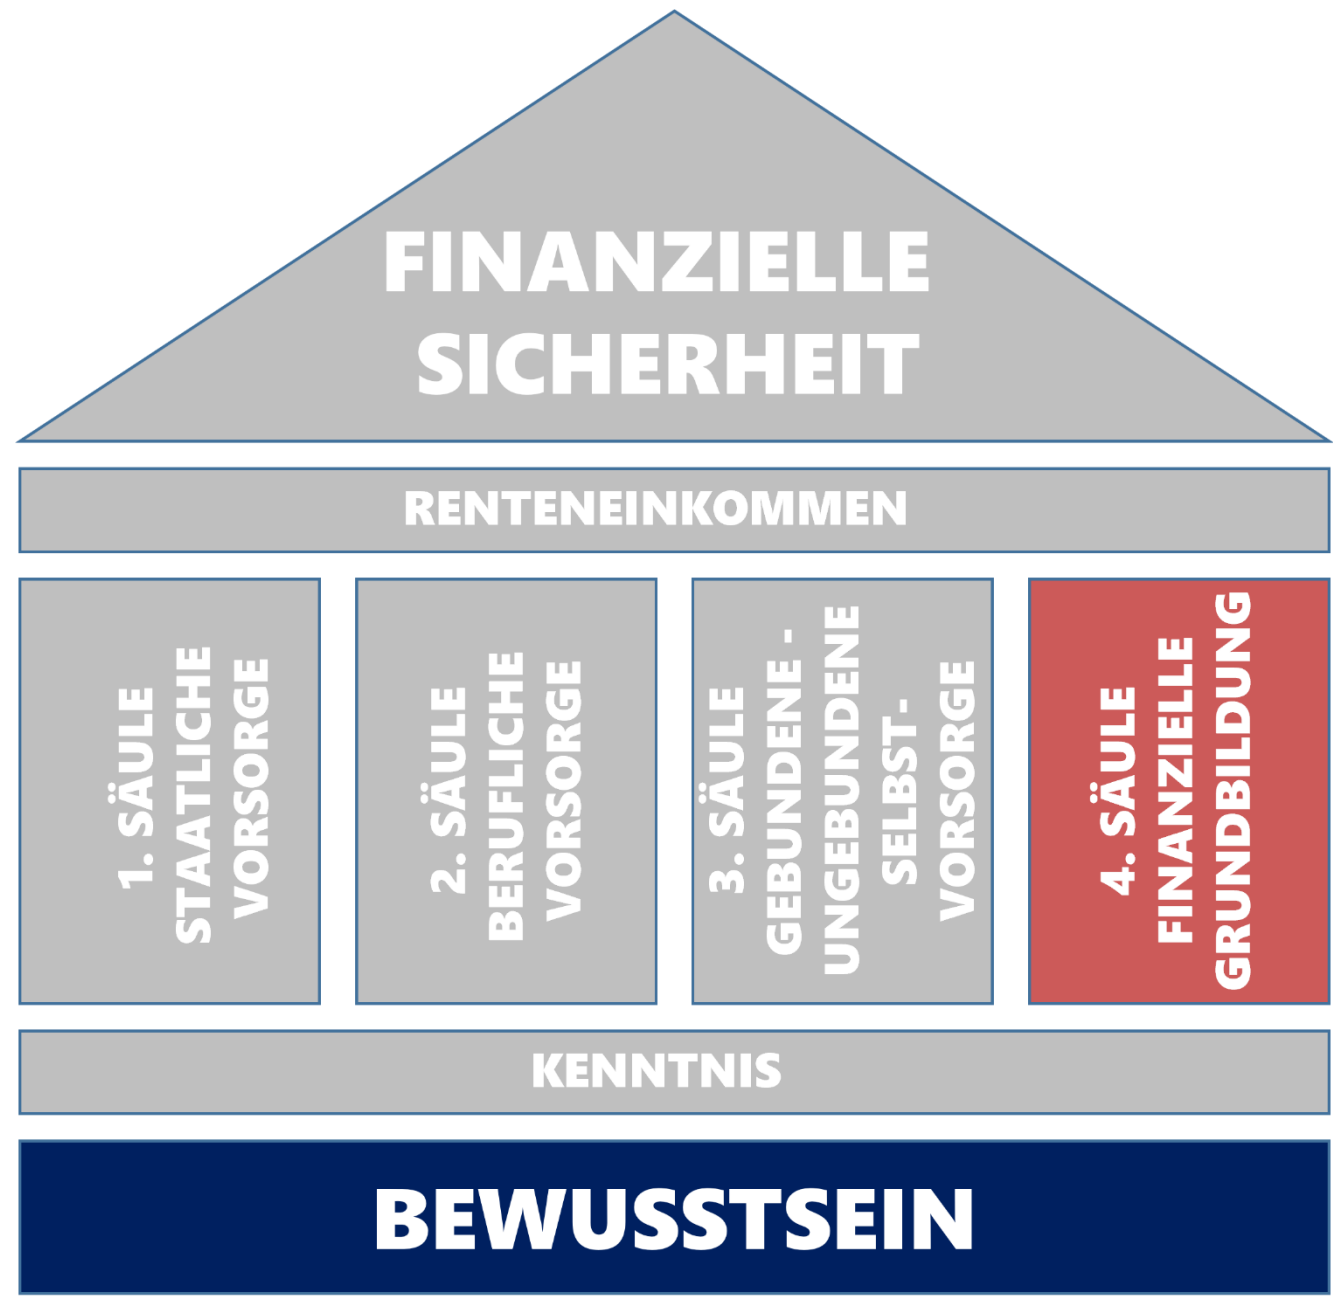 FINANZIELLE
SICHERHEIT
RENTENEINKOMMEN
1. SÄULE
STAATLICHE
VORSORGE
2. SÄULE
BERUFLICHE
VORSORGE
3. SÄULE
GEBUNDENE -
UNGEBUNDENE
SELBST-
VORSORGE
4. SÄULE
FINANZIELLE
GRUNDBILDUNG
KENNTNIS
BEWUSSTSEIN